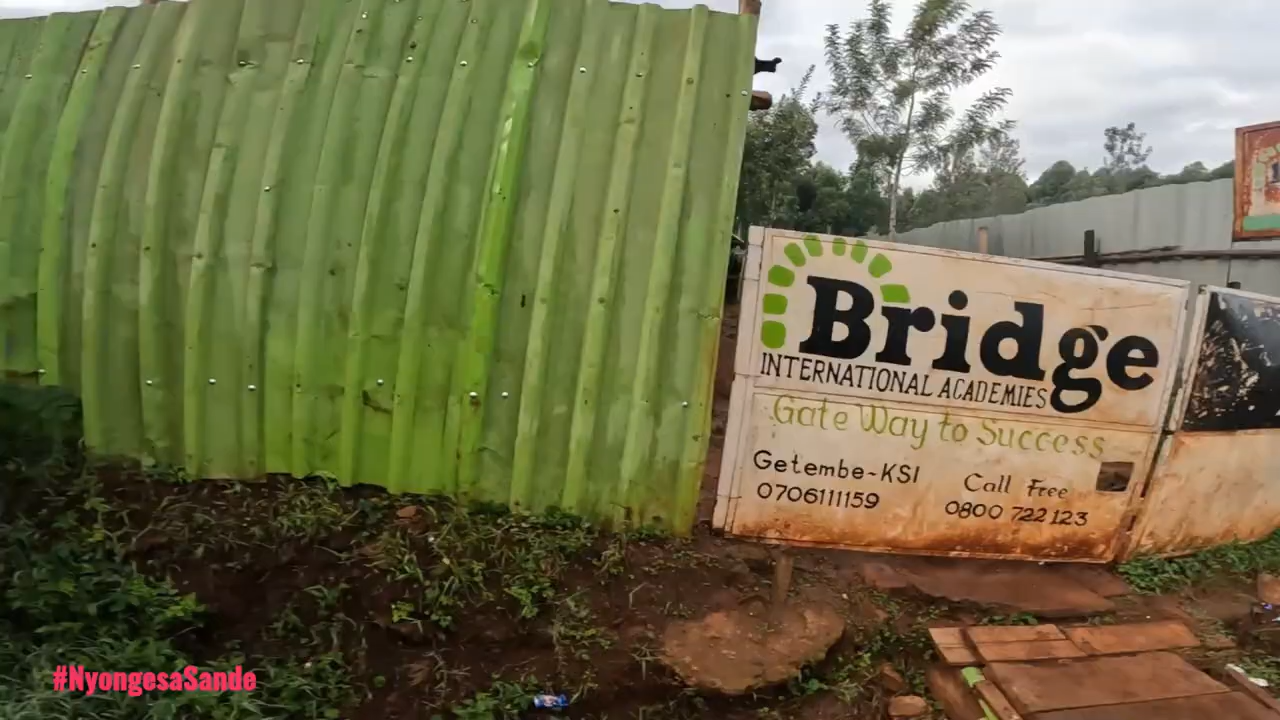 Bridge
INTERNATIONAL ACADEMIES
Gate Way to Success
Getembe-KSI
0706111159
Call Free
0800 722 123
#NyongesaSande